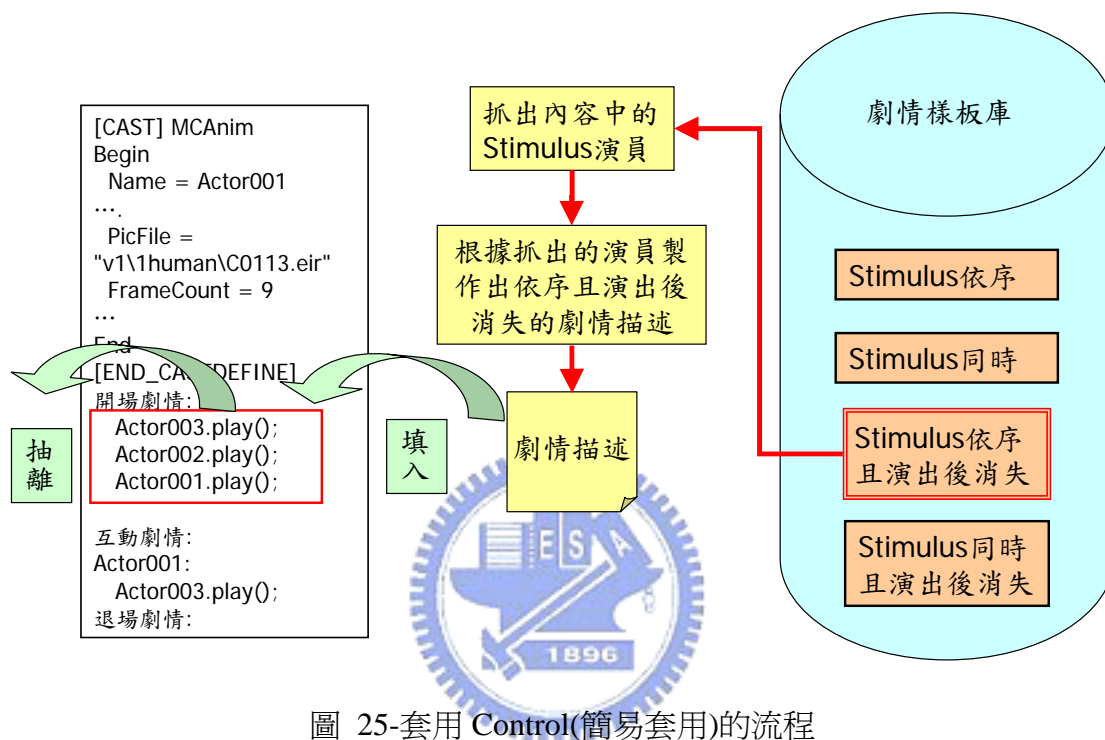 [CAST] MCAnim
Begin
Name = Actor001
….
PicFile =
"v1\1human\C0113.eir"
FrameCount = 9
…
End
[END_CASTDEFINE]
開場劇情:
Actor003.play();
Actor002.play();
Actor001.play();
互動劇情:
Actor001:
Actor003.play();
退場劇情:
抽
離
填
入
抓出內容中的
Stimulus演員
根據抓出的演員製
作出依序且演出後
消失的劇情描述
劇情描述
劇情樣板庫
Stimulus依序
Stimulus同時
Stimulus依序
且演出後消失
Stimulus同時
且演出後消失
E S A
1896
圖 25-套用 Control(簡易套用)的流程